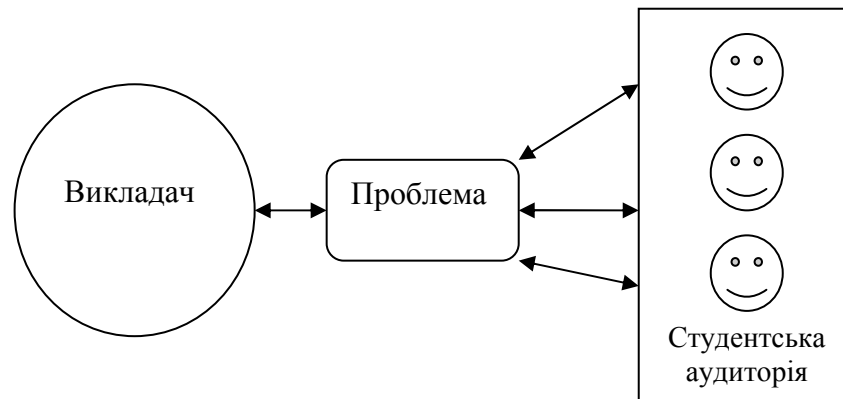 Викладач
Проблема
Студентська
аудиторія